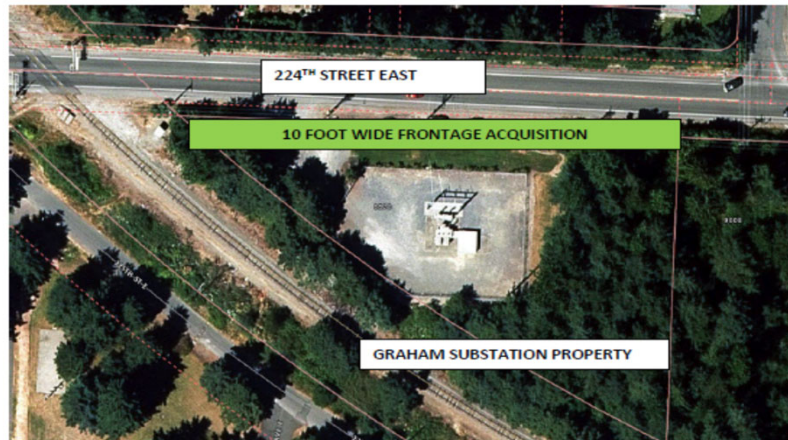 224TH STREET EAST
10 FOOT WIDE FRONTAGE ACQUISITION
GRAHAM SUBSTATION PROPERTY